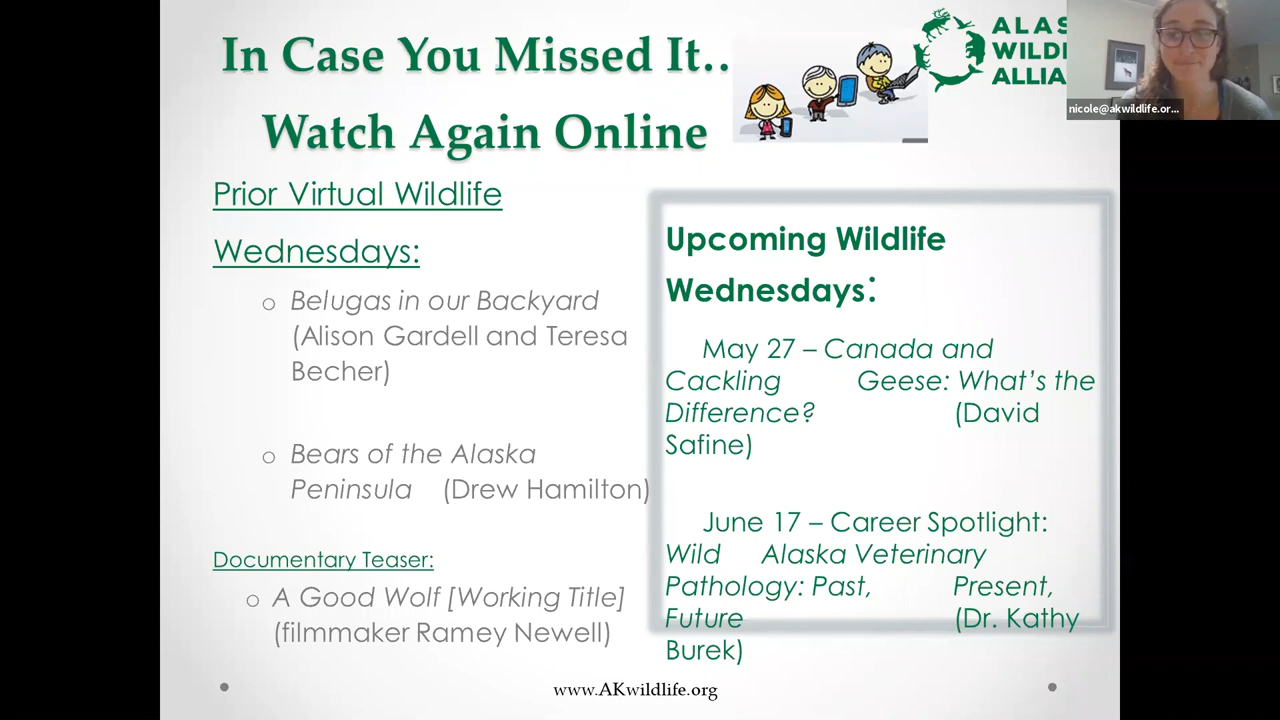 In Case You Missed It..
Watch Again Online
ALAS
WILDL
ALLIA
nicole@akwildlife.or...
Prior Virtual Wildlife
Wednesdays:
o Belugas in our Backyard
(Alison Gardell and Teresa
Becher)
o Bears of the Alaska
Peninsula (Drew Hamilton)
Documentary Teaser:
o A Good Wolf [Working Title]
(filmmaker Ramey Newell)
Upcoming Wildlife
Wednesdays:
May 27 – Canada and
Cackling Geese: What's the
Difference? (David
Safine)
June 17 – Career Spotlight:
Wild Alaska Veterinary
Pathology: Past, Present,
Future (Dr. Kathy
Burek)
www.AKwildlife.org